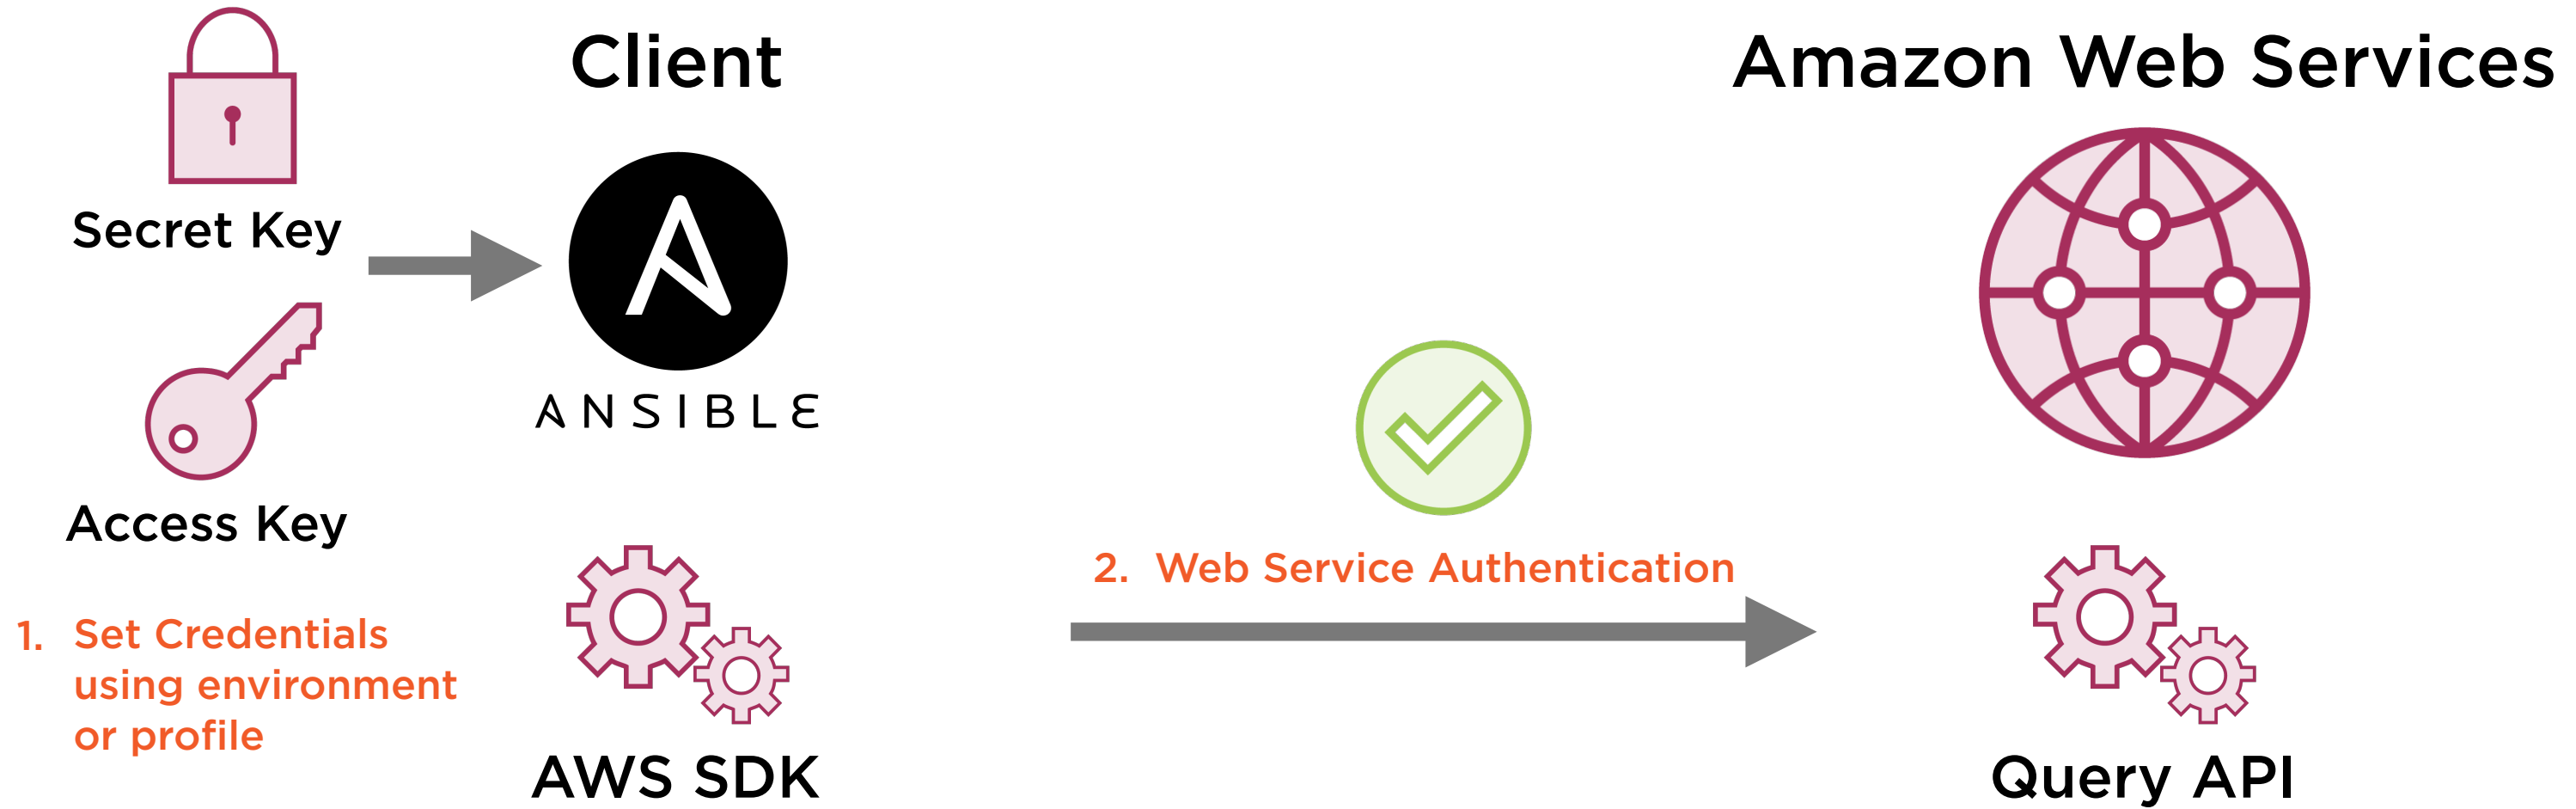 Client
Amazon Web Services
Secret Key
ANSIBLE
Access Key
1. Set Credentials
using environment
or profile
2. Web Service Authentication
AWS SDK
Query API